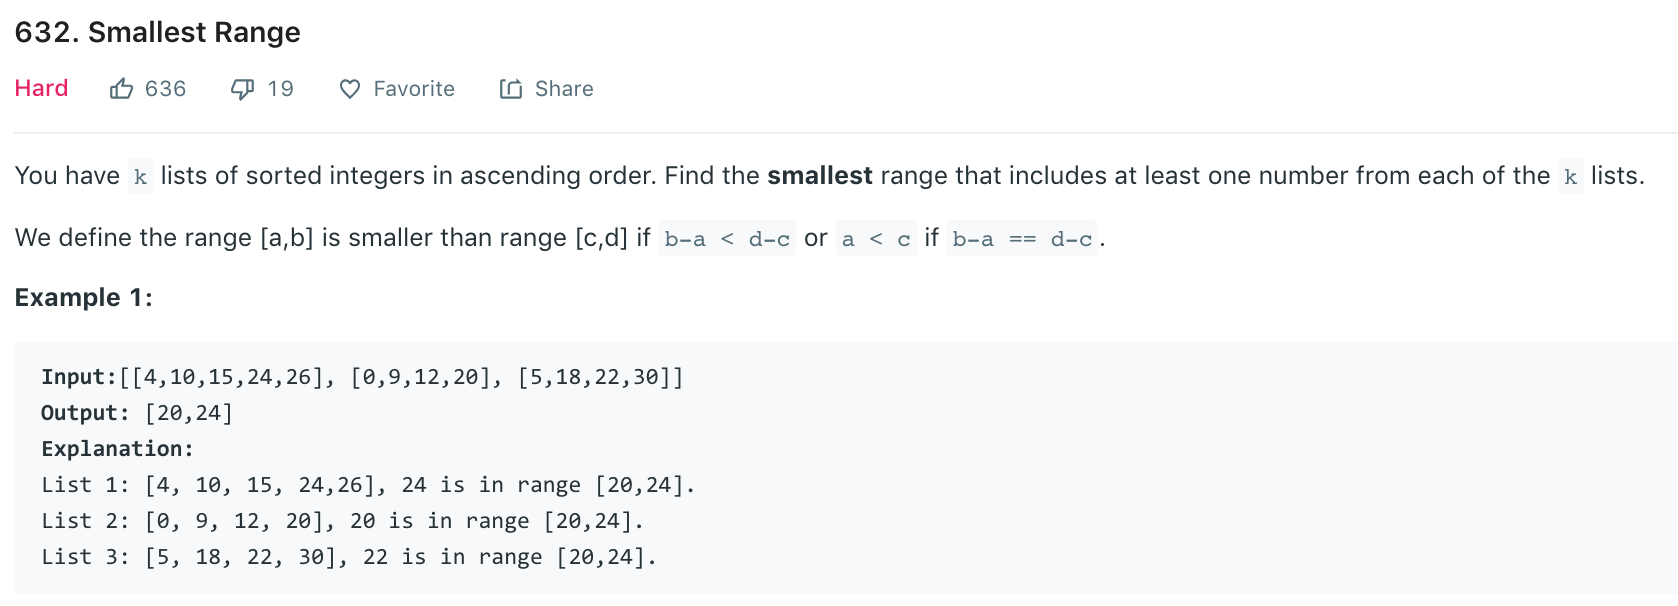 632. Smallest Range
Hard 636 19 Favorite Share
You have k lists of sorted integers in ascending order. Find the smallest range that includes at least one number from each of the k lists.
We define the range [a,b] is smaller than range [c,d] if b-a < d-c or a < c if b-a == d-c.
Example 1:
Input:[[4,10,15,24,26], [0,9,12,20], [5,18,22,30]]
Output: [20,24]
Explanation:
List 1: [4, 10, 15, 24,26], 24 is in range [20,24].
List 2: [0, 9, 12, 20], 20 is in range [20,24].
List 3: [5, 18, 22, 30], 22 is in range [20,24].